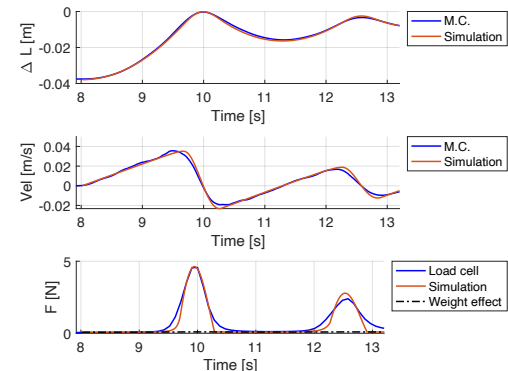 0
-0.02
-0.04
Δ L [m]
8 9 10 11 12 13
Time [s]
M.C.
Simulation
0.04
0.02
0
-0.02
Vel [m/s]
8 9 10 11 12 13
Time [s]
M.C.
Simulation
5
0
F [N]
8 9 10 11 12 13
Time [s]
Load cell
Simulation
Weight effect